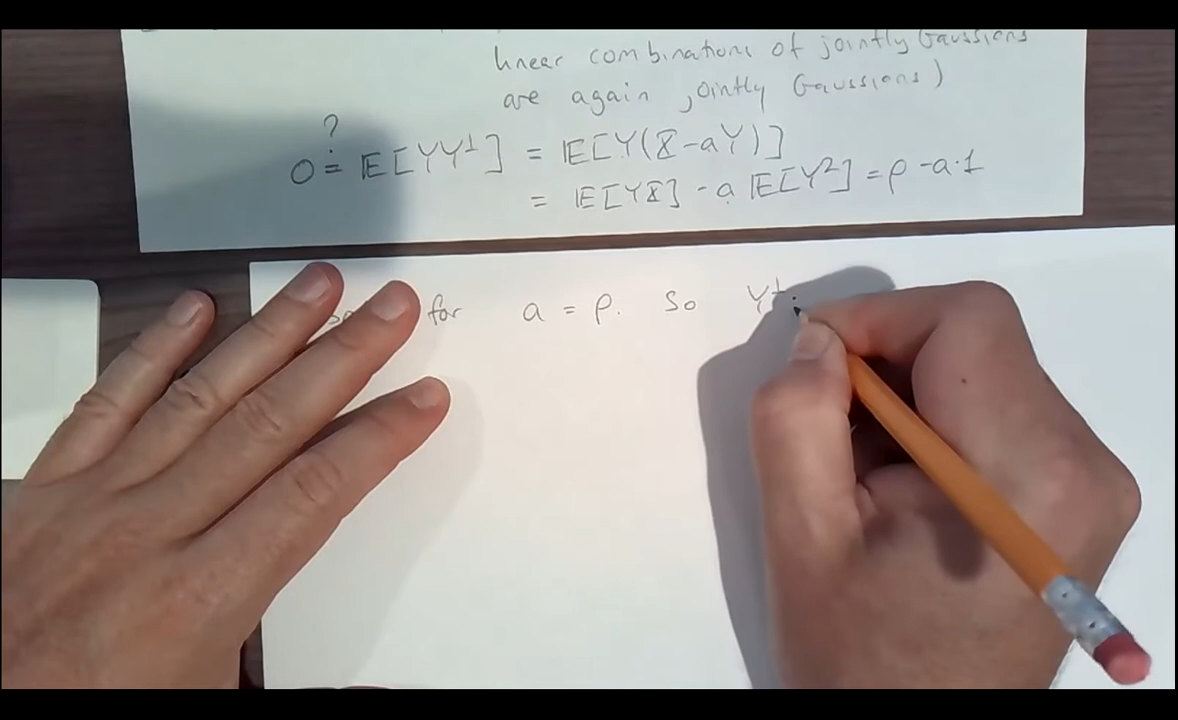 linear combinations of jointly Gaussians
are again jointly Gaussians)
?
0 = E[YY⊥] = E[Y(X-aY)]
= E[YX] - a E[Y²] = ρ - a·1
for a = ρ. So Y⊥: